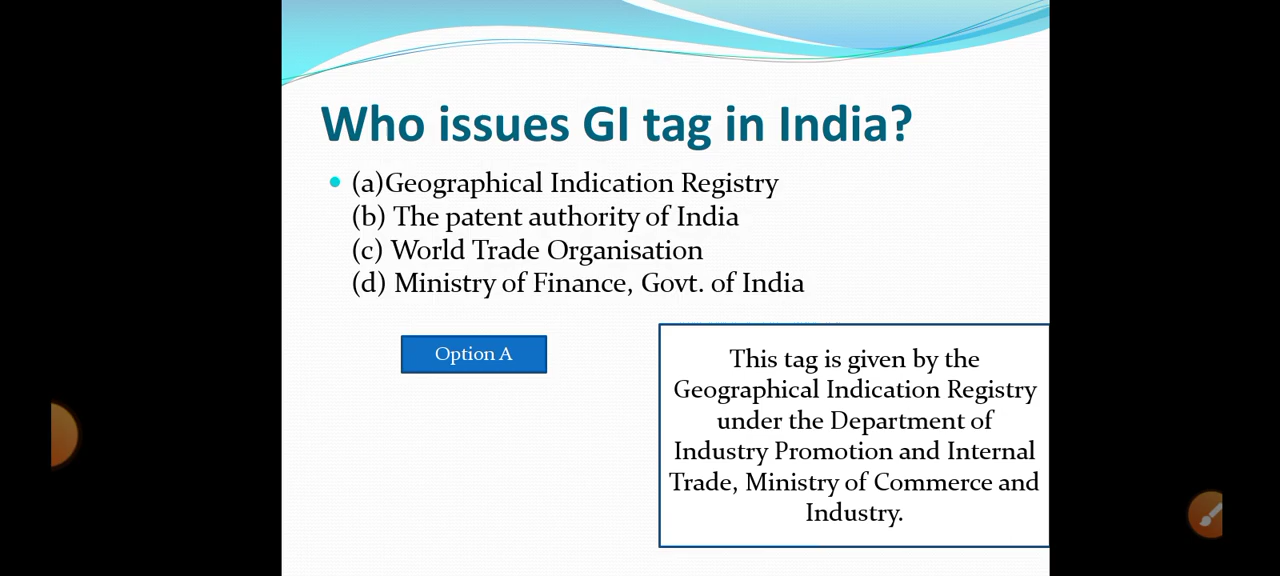 Who issues GI tag in India?
(a)Geographical Indication Registry
(b) The patent authority of India
(c) World Trade Organisation
(d) Ministry of Finance, Govt. of India
Option A
This tag is given by the
Geographical Indication Registry
under the Department of
Industry Promotion and Internal
Trade, Ministry of Commerce and
Industry.